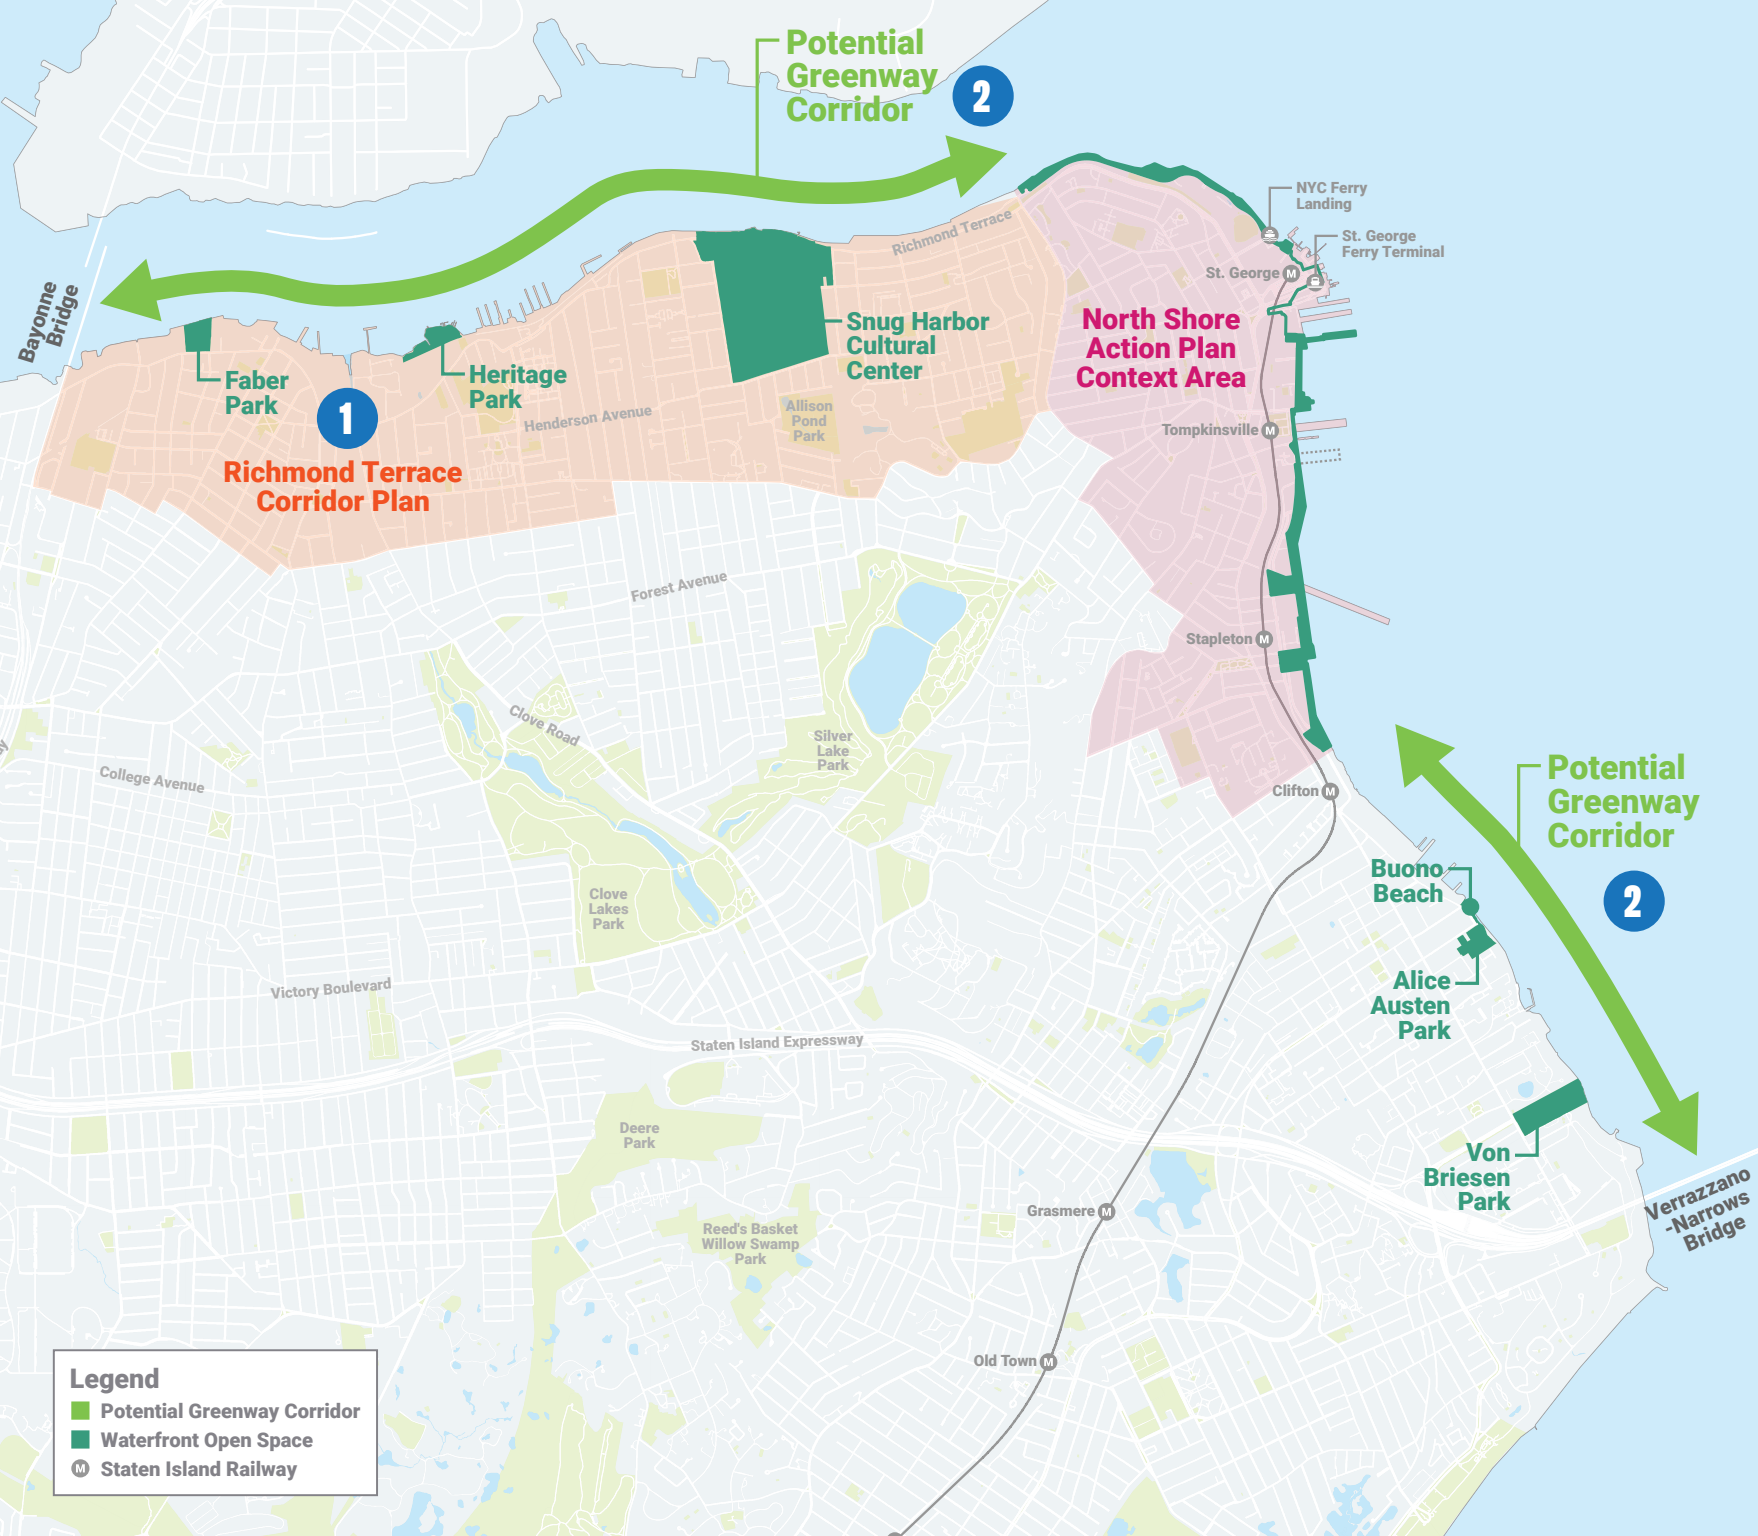 Potential
Greenway
Corridor
2
NYC Ferry
Landing
St. George
Ferry Terminal
St. George
M
Richmond Terrace
Bayonne
Bridge
North Shore
Action Plan
Context Area
Snug Harbor
Cultural
Center
Faber
Park
Heritage
Park
1
Henderson Avenue
Allison
Pond
Park
Tompkinsville
M
Richmond Terrace
Corridor Plan
Forest Avenue
Stapleton
M
Clove Road
Silver
Lake
Park
College Avenue
Clifton
M
Potential
Greenway
Corridor
2
Buono
Beach
Clove
Lakes
Park
Alice
Austen
Park
Victory Boulevard
Staten Island Expressway
Deere
Park
Von
Briesen
Park
Verrazzano
-Narrows
Bridge
Grasmere
M
Reed's Basket
Willow Swamp
Park
Old Town
M
Legend
Potential Greenway Corridor
Waterfront Open Space
M
Staten Island Railway